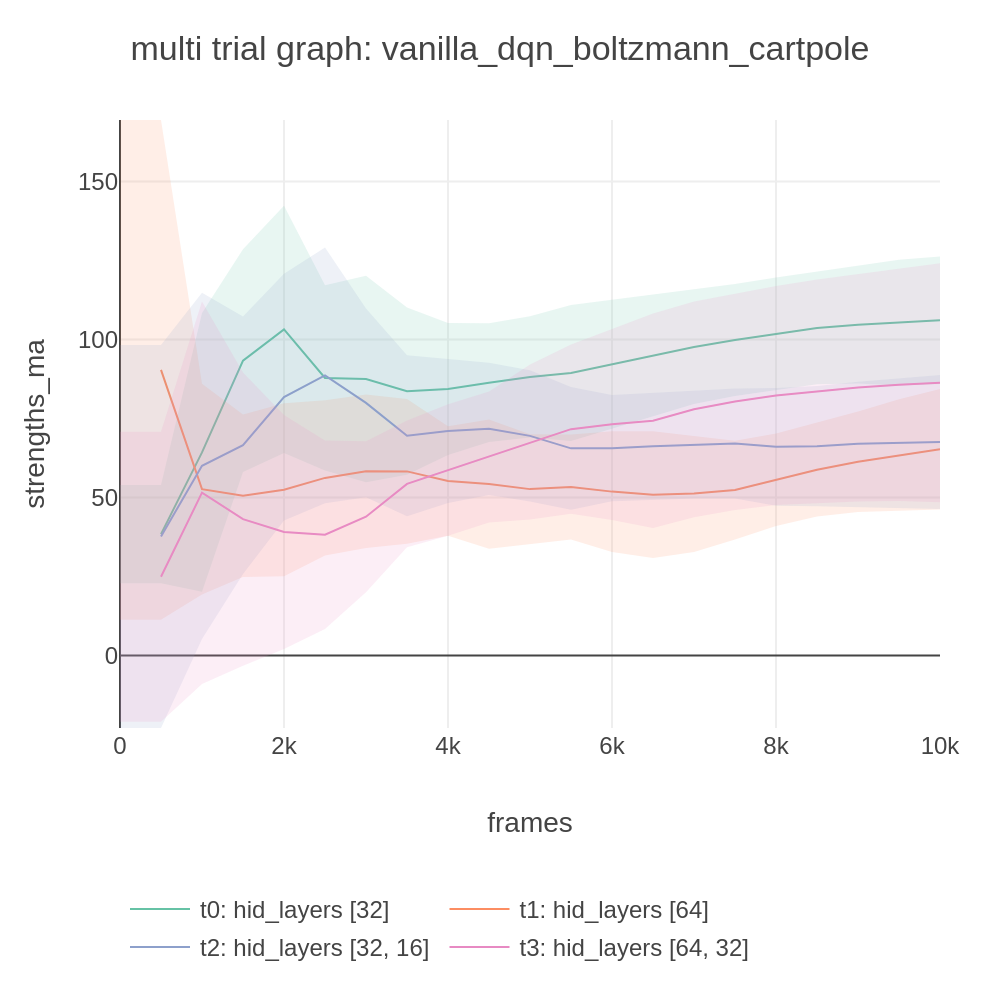 multi trial graph: vanilla_dqn_boltzmann_cartpole
150
100
50
0
strengths_ma
0 2k 4k 6k 8k 10k
frames
t0: hid_layers [32] t1: hid_layers [64]
t2: hid_layers [32, 16] t3: hid_layers [64, 32]